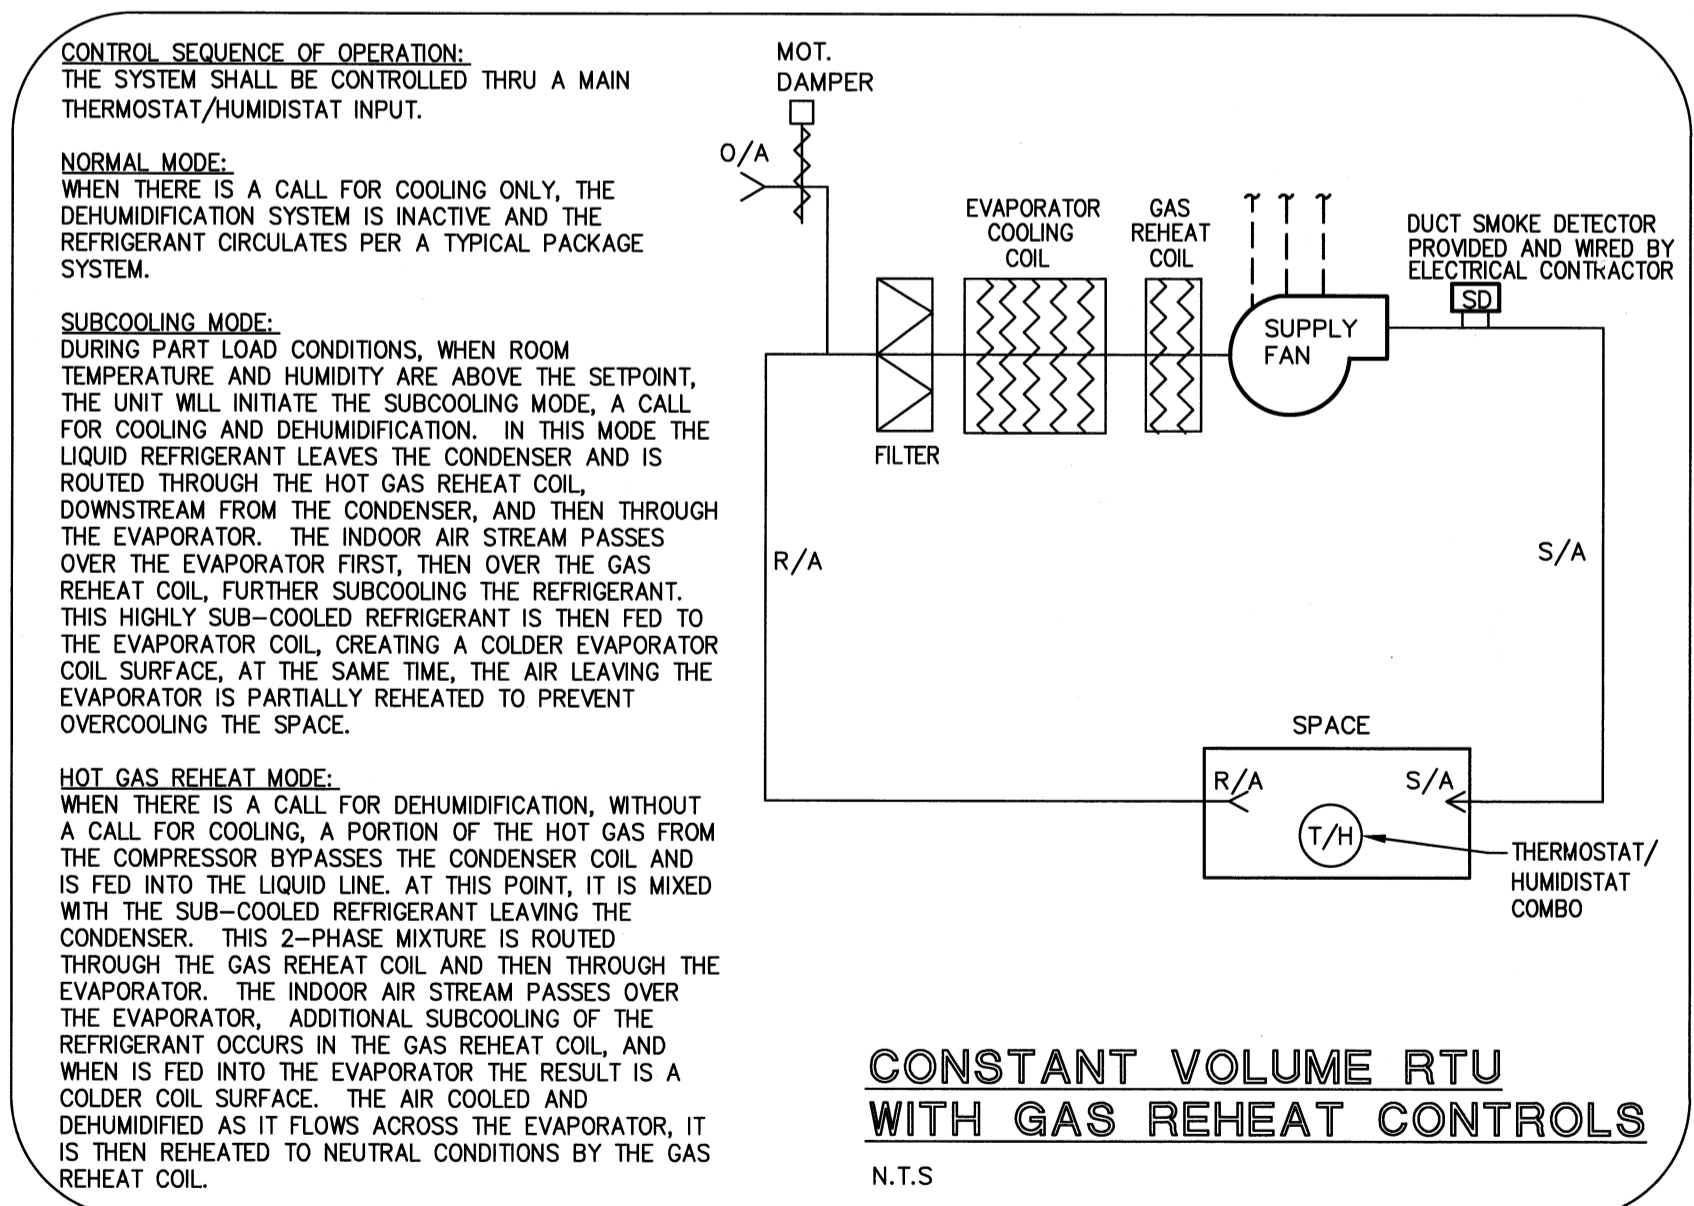 CONTROL SEQUENCE OF OPERATION:
THE SYSTEM SHALL BE CONTROLLED THRU A MAIN
THERMOSTAT/HUMIDISTAT INPUT.
NORMAL MODE:
WHEN THERE IS A CALL FOR COOLING ONLY, THE
DEHUMIDIFICATION SYSTEM IS INACTIVE AND THE
REFRIGERANT CIRCULATES PER A TYPICAL PACKAGE
SYSTEM.
SUBCOOLING MODE:
DURING PART LOAD CONDITIONS, WHEN ROOM
TEMPERATURE AND HUMIDITY ARE ABOVE THE SETPOINT,
THE UNIT WILL INITIATE THE SUBCOOLING MODE, A CALL
FOR COOLING AND DEHUMIDIFICATION. IN THIS MODE THE
LIQUID REFRIGERANT LEAVES THE CONDENSER AND IS
ROUTED THROUGH THE HOT GAS REHEAT COIL,
DOWNSTREAM FROM THE CONDENSER, AND THEN THROUGH
THE EVAPORATOR. THE INDOOR AIR STREAM PASSES
OVER THE EVAPORATOR FIRST, THEN OVER THE GAS
REHEAT COIL, FURTHER SUBCOOLING THE REFRIGERANT.
THIS HIGHLY SUB-COOLED REFRIGERANT IS THEN FED TO
THE EVAPORATOR COIL, CREATING A COLDER EVAPORATOR
COIL SURFACE, AT THE SAME TIME, THE AIR LEAVING THE
EVAPORATOR IS PARTIALLY REHEATED TO PREVENT
OVERCOOLING THE SPACE.
HOT GAS REHEAT MODE:
WHEN THERE IS A CALL FOR DEHUMIDIFICATION, WITHOUT
A CALL FOR COOLING, A PORTION OF THE HOT GAS FROM
THE COMPRESSOR BYPASSES THE CONDENSER COIL AND
IS FED INTO THE LIQUID LINE. AT THIS POINT, IT IS MIXED
WITH THE SUB-COOLED REFRIGERANT LEAVING THE
CONDENSER. THIS 2-PHASE MIXTURE IS ROUTED
THROUGH THE GAS REHEAT COIL AND THEN THROUGH THE
EVAPORATOR. THE INDOOR AIR STREAM PASSES OVER
THE EVAPORATOR, ADDITIONAL SUBCOOLING OF THE
REFRIGERANT OCCURS IN THE GAS REHEAT COIL, AND
WHEN IS FED INTO THE EVAPORATOR THE RESULT IS A
COLDER COIL SURFACE. THE AIR COOLED AND
DEHUMIDIFIED AS IT FLOWS ACROSS THE EVAPORATOR, IT
IS THEN REHEATED TO NEUTRAL CONDITIONS BY THE GAS
REHEAT COIL.
MOT.
DAMPER
O/A
EVAPORATOR
COOLING
COIL
GAS
REHEAT
COIL
DUCT SMOKE DETECTOR
PROVIDED AND WIRED BY
ELECTRICAL CONTRACTOR
SD
SUPPLY
FAN
FILTER
R/A
S/A
SPACE
R/A
S/A
T/H
THERMOSTAT/
HUMIDISTAT
COMBO
CONSTANT VOLUME RTU
WITH GAS REHEAT CONTROLS
N.T.S